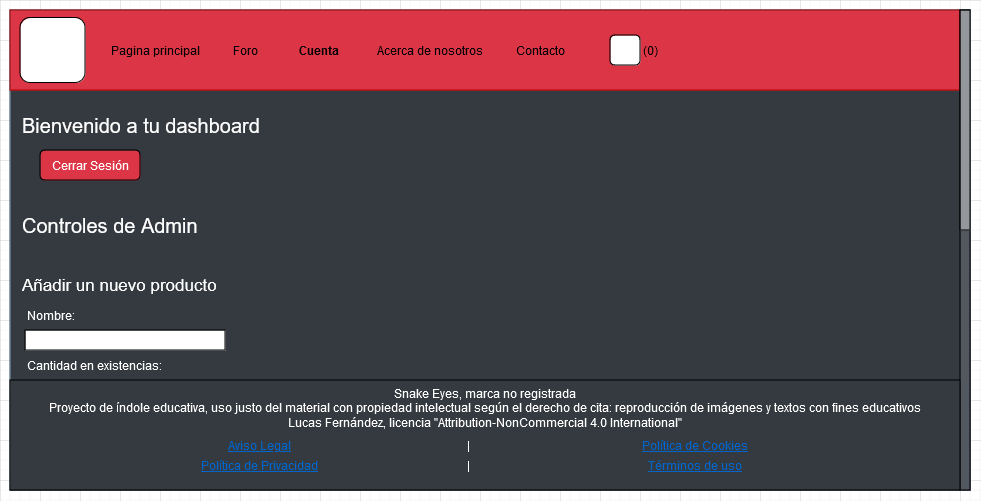 Pagina principal Foro Cuenta Acerca de nosotros Contacto (0)
Bienvenido a tu dashboard
Cerrar Sesión
Controles de Admin
Añadir un nuevo producto
Nombre:
Cantidad en existencias:
Snake Eyes, marca no registrada
Proyecto de índole educativa, uso justo del material con propiedad intelectual según el derecho de cita: reproducción de imágenes y textos con fines educativos
Lucas Fernández, licencia "Attribution-NonCommercial 4.0 International"
Aviso Legal | Política de Cookies
Política de Privacidad | Términos de uso